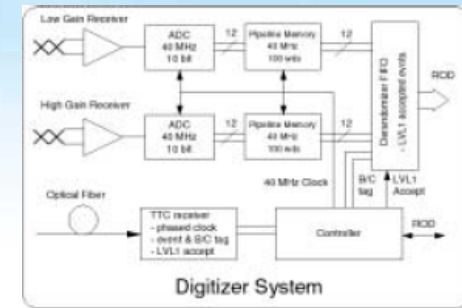 Low Gain Receiver
ADC
40 MHz
10 bit
12
Pipeline Memory
40 MHz
100 wds
12
Derandomizer FIFO
- LVL1 accepted events
ROD
High Gain Receiver
ADC
40 MHz
10 bit
12
Pipeline Memory
40 MHz
100 wds
12
40 MHz Clock
B/C
tag
LVL1
Accept
Optical Fiber
TTC receiver
- phased clock
- event & B/C tag
- LVL1 accept
Controller
ROD
Digitizer System